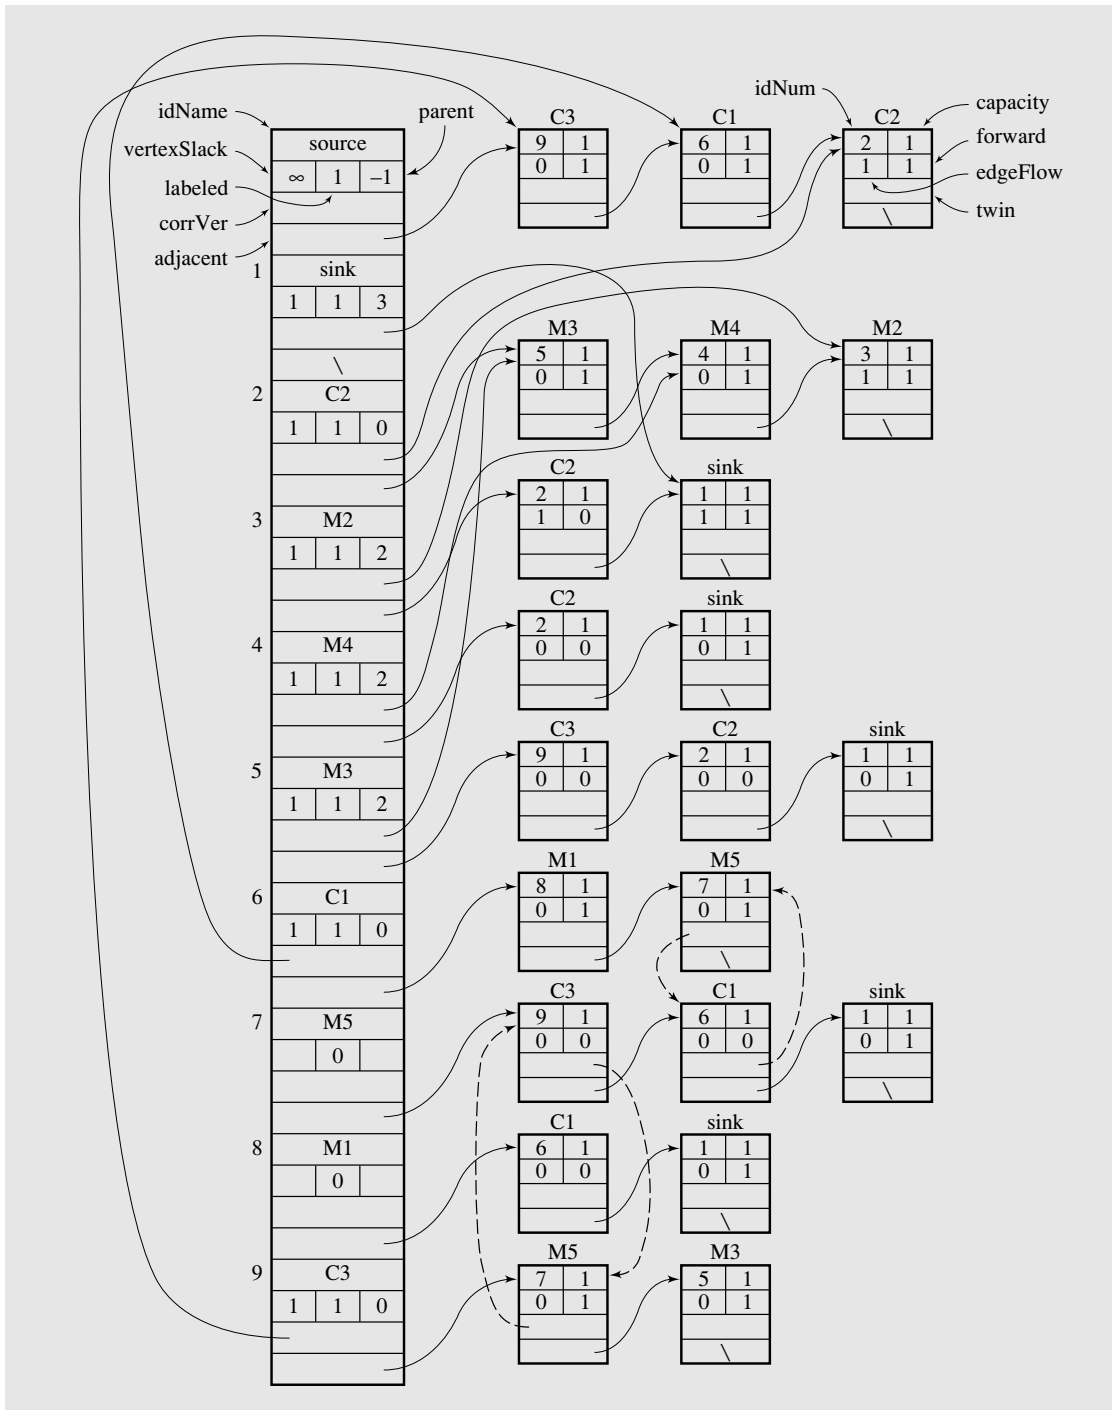 idNum
C3 C1 C2
capacity
idName
parent
source
9 1 6 1 2 1
forward
vertexSlack
0 1 0 1 1 1
∞ 1 –1
edgeFlow
labeled
corrVer
twin
\
adjacent
1 sink
1 1 3
M3 M4 M2
5 1 4 1 3 1
\
0 1 0 1 1 1
2 C2
1 1 0
\
C2 sink
2 1 1 1
3 M2
1 0 1 1
1 1 2
\
C2 sink
2 1 1 1
4 M4
0 0 0 1
1 1 2
\
C3 C2 sink
9 1 2 1 1 1
5 M3
0 0 0 0 0 1
1 1 2
\
M1 M5
8 1 7 1
6 C1
0 1 0 1
1 1 0
\
C3 C1 sink
9 1 6 1 1 1
7 M5
0 0 0 0 0 1
0
\
C1 sink
6 1 1 1
8 M1
0 0 0 1
0
\
M5 M3
9 C3
7 1 5 1
0 1 0 1
1 1 0
\